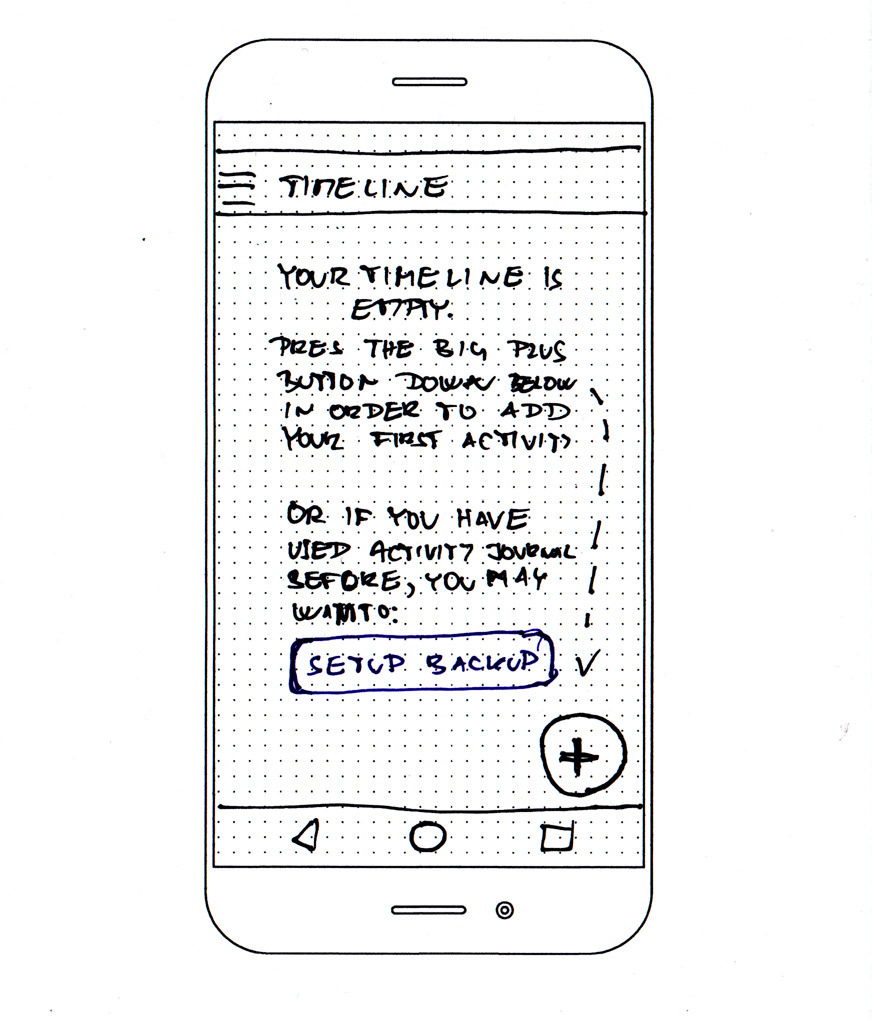 TIMELINE
YOUR TIMELINE IS
EMPTY.
PRES THE BIG PLUS
BUTTON DOWN BELOW
IN ORDER TO ADD
YOUR FIRST ACTIVITY
OR IF YOU HAVE
USED ACTIVITY JOURNAL
BEFORE, YOU MAY
WANT TO:
SETUP BACKUP